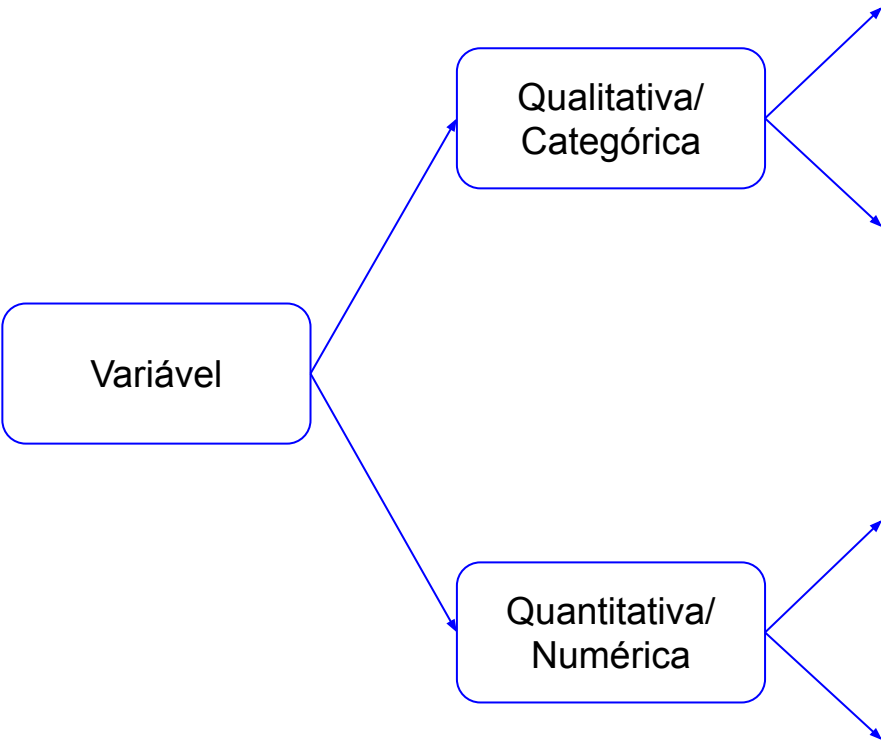 Qualitativa/
Categórica
Variável
Quantitativa/
Numérica